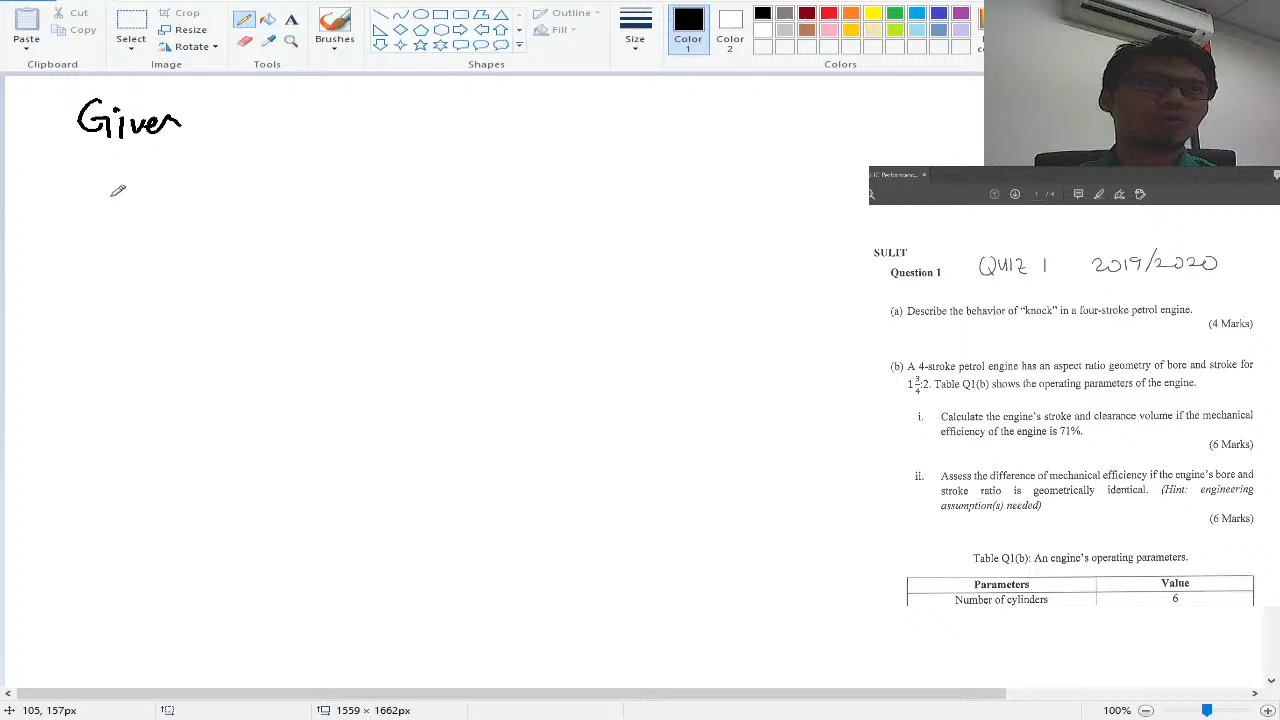 Paste
Cut
Copy
Clipboard
Select
Crop
Resize
Rotate
Image
Tools
Brushes
Shapes
Outline
Fill
Size
Color 1
Color 2
Colors
Given
IC Performanc...
1 / 4
SULIT
Question 1
QUIZ 1 2019/2020
(a) Describe the behavior of “knock” in a four-stroke petrol engine.
(4 Marks)
(b) A 4-stroke petrol engine has an aspect ratio geometry of bore and stroke for
1 3/4:2. Table Q1(b) shows the operating parameters of the engine.
i. Calculate the engine's stroke and clearance volume if the mechanical
efficiency of the engine is 71%.
(6 Marks)
ii. Assess the difference of mechanical efficiency if the engine's bore and
stroke ratio is geometrically identical. (Hint: engineering
assumption(s) needed)
(6 Marks)
Table Q1(b): An engine's operating parameters.
Parameters Value
Number of cylinders 6
105, 157px
1559 × 1662px
100%